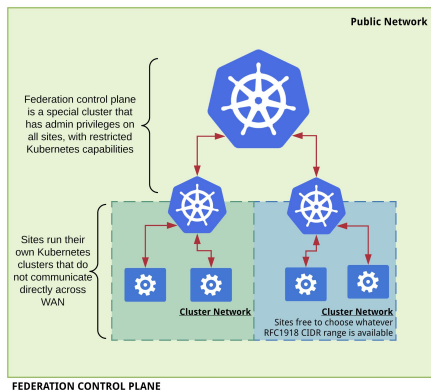 Public Network
Federation control plane
is a special cluster that
has admin privileges on
all sites, with restricted
Kubernetes capabilities
Sites run their
own Kubernetes
clusters that do
not communicate
directly across
WAN
Cluster Network
Cluster Network
Sites free to choose whatever
RFC1918 CIDR range is available
FEDERATION CONTROL PLANE